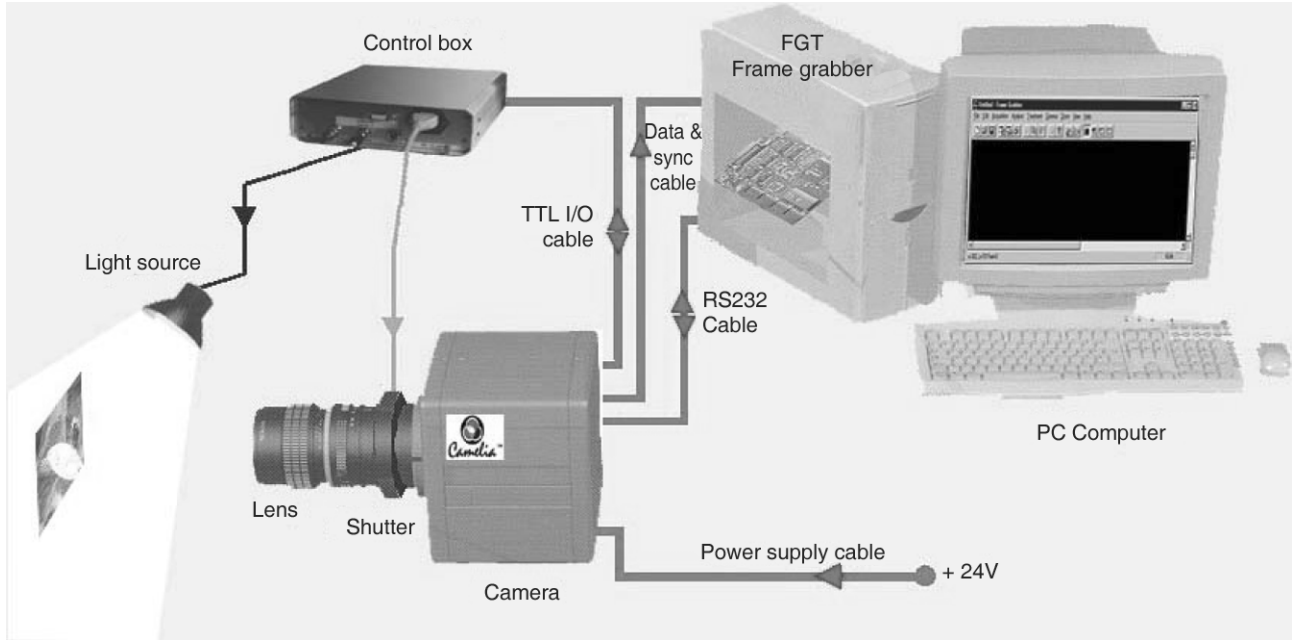 Control box
FGT
Frame grabber
Data &
sync
cable
TTL I/O
cable
Light source
RS232
Cable
PC Computer
Camelia™
Lens
Shutter
Camera
Power supply cable
+ 24V